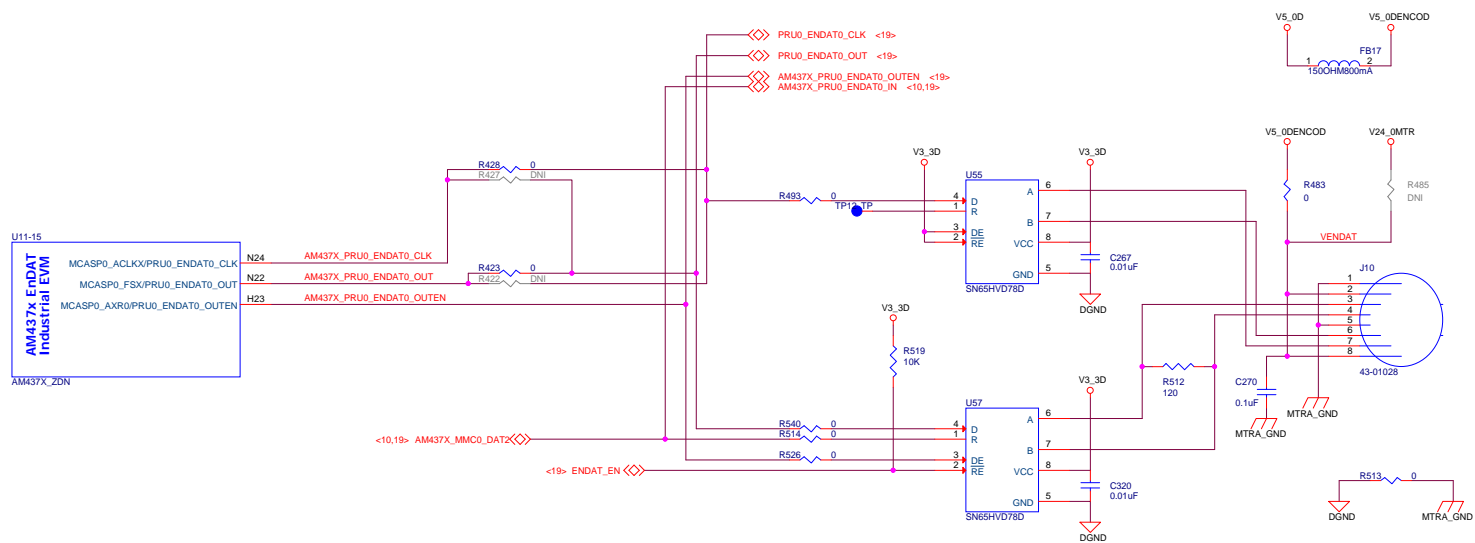 V5_0D
V5_0DENCOD
PRU0_ENDAT0_CLK <19>
PRU0_ENDAT0_OUT <19>
FB17
1
2
150OHM800mA
AM437X_PRU0_ENDAT0_OUTEN <19>
AM437X_PRU0_ENDAT0_IN <10,19>
V5_0DENCOD
V24_0MTR
V3_3D
V3_3D
R428 0
R427 DNI
U55
R483
0
R485
DNI
R493 0
4 D
A 6
TP12_TP
1 R
B 7
3 DE
2 RE
VCC 8
GND 5
SN65HVD78D
C267
0.01uF
DGND
VENDAT
U11-15
AM437x EnDAT
Industrial EVM
MCASP0_ACLKX/PRU0_ENDAT0_CLK
N24
AM437X_PRU0_ENDAT0_CLK
MCASP0_FSX/PRU0_ENDAT0_OUT
N22
AM437X_PRU0_ENDAT0_OUT
MCASP0_AXR0/PRU0_ENDAT0_OUTEN
H23
AM437X_PRU0_ENDAT0_OUTEN
AM437X_ZDN
R423 0
R422 DNI
J10
1
2
3
4
5
6
7
8
43-01028
V3_3D
R519
10K
R512
120
C270
0.1uF
MTRA_GND
MTRA_GND
V3_3D
U57
R540 0
R514 0
R526 0
<10,19> AM437X_MMC0_DAT2
<19> ENDAT_EN
4 D
1 R
3 DE
2 RE
A 6
B 7
VCC 8
GND 5
SN65HVD78D
C320
0.01uF
DGND
R513 0
DGND
MTRA_GND